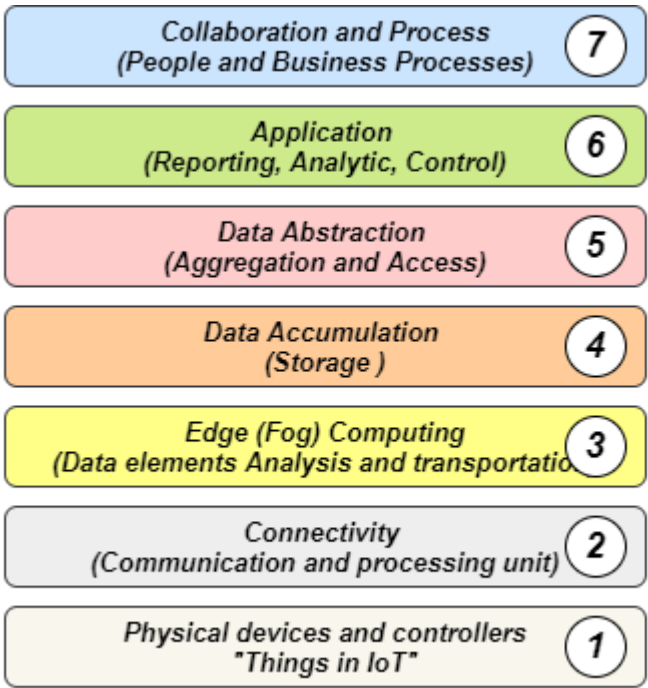 Collaboration and Process
(People and Business Processes)
7
Application
(Reporting, Analytic, Control)
6
Data Abstraction
(Aggregation and Access)
5
Data Accumulation
(Storage )
4
Edge (Fog) Computing
(Data elements Analysis and transportatio
3
Connectivity
(Communication and processing unit)
2
Physical devices and controllers
"Things in IoT"
1